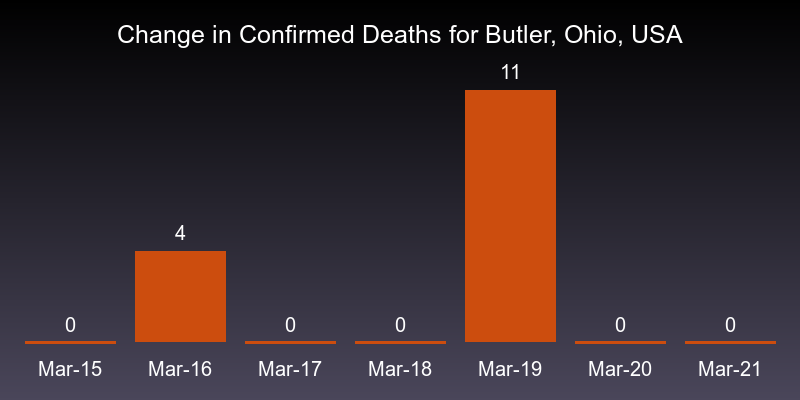 Change in Confirmed Deaths for Butler, Ohio, USA
11
4
0 0 0 0 0
Mar-15 Mar-16 Mar-17 Mar-18 Mar-19 Mar-20 Mar-21